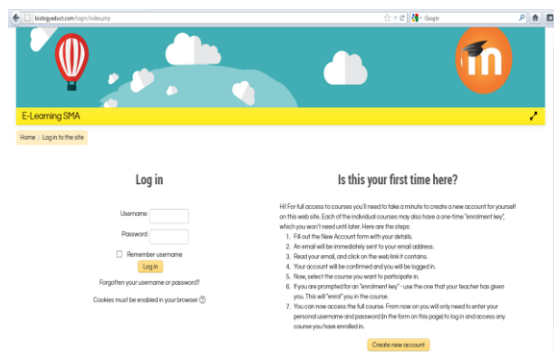 biologyeduct.com/login/index.php
Google
E-Learning SMA
Home
Log in to the site
Log in
Username
Password
Remember username
Log in
Forgotten your username or password?
Cookies must be enabled in your browser
Is this your first time here?
Hi! For full access to courses you'll need to take a minute to create a new account for yourself
on this web site. Each of the individual courses may also have a one-time "enrolment key",
which you won't need until later. Here are the steps:
1. Fill out the New Account form with your details.
2. An email will be immediately sent to your email address.
3. Read your email, and click on the web link it contains.
4. Your account will be confirmed and you will be logged in.
5. Now, select the course you want to participate in.
6. If you are prompted for an "enrolment key" - use the one that your teacher has given
you. This will "enrol" you in the course.
7. You can now access the full course. From now on you will only need to enter your
personal username and password (in the form on this page) to log in and access any
course you have enrolled in.
Create new account